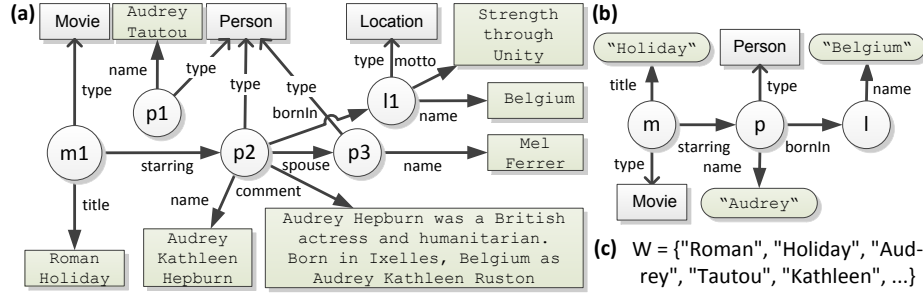 (a)
Movie
Audrey
Tautou
Person
Location
Strength
through
Unity
type
name
type
type
type
bornIn
type
motto
p1
l1
name
Belgium
m1
starring
p2
spouse
p3
name
Mel
Ferrer
title
name
comment
Roman
Holiday
Audrey
Kathleen
Hepburn
Audrey Hepburn was a British
actress and humanitarian.
Born in Ixelles, Belgium as
Audrey Kathleen Ruston
(b)
"Holiday"
Person
"Belgium"
title
type
name
m
starring
p
bornIn
l
type
name
Movie
"Audrey"
(c) W = {"Roman", "Holiday", "Aud-
rey", "Tautou", "Kathleen", ...}